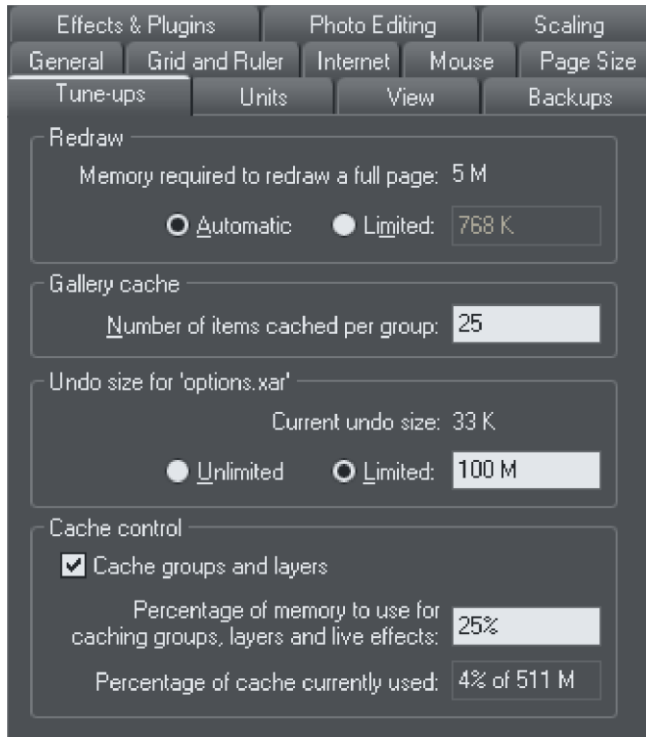 Effects & Plugins Photo Editing Scaling
General Grid and Ruler Internet Mouse Page Size
Tune-ups Units View Backups
Redraw
Memory required to redraw a full page: 5 M
Automatic Limited: 768 K
Gallery cache
Number of items cached per group: 25
Undo size for 'options.xar'
Current undo size: 33 K
Unlimited Limited: 100 M
Cache control
Cache groups and layers
Percentage of memory to use for
caching groups, layers and live effects: 25%
Percentage of cache currently used: 4% of 511 M